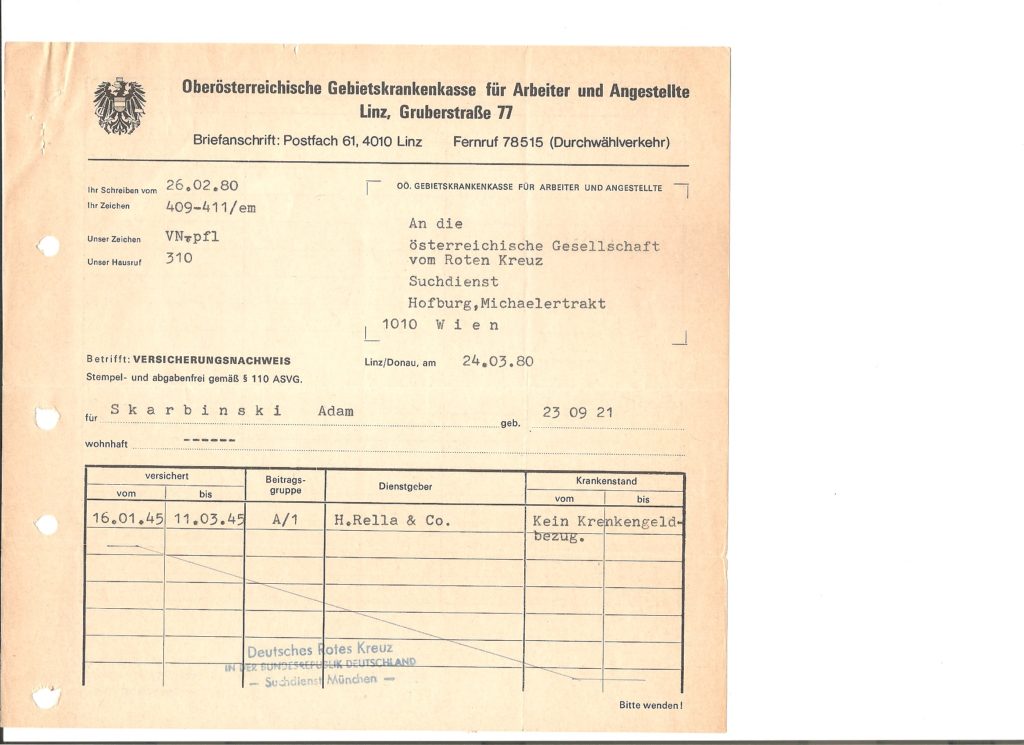 Oberösterreichische Gebietskrankenkasse für Arbeiter und Angestellte
Linz, Gruberstraße 77
Briefanschrift: Postfach 61, 4010 Linz Fernruf 78515 (Durchwählverkehr)
Ihr Schreiben vom 26.02.80
Ihr Zeichen 409-411/em
Unser Zeichen VN-pfl
Unser Hausruf 310
OÖ. GEBIETSKRANKENKASSE FÜR ARBEITER UND ANGESTELLTE
An die
österreichische Gesellschaft
vom Roten Kreuz
Suchdienst
Hofburg,Michaelertrakt
1010 W i e n
Betrifft: VERSICHERUNGSNACHWEIS
Linz/Donau, am 24.03.80
Stempel- und abgabenfrei gemäß § 110 ASVG.
für S k a r b i n s k i Adam geb. 23 09 21
wohnhaft ------
versichert Beitrags-gruppe Dienstgeber Krankenstand
vom bis vom bis
16.01.45 11.03.45 A/1 H.Rella & Co. Kein Krenkengeld-
bezug.
Deutsches Rotes Kreuz
IN DER BUNDESREPUBLIK DEUTSCHLAND
— Suchdienst München —
Bitte wenden!